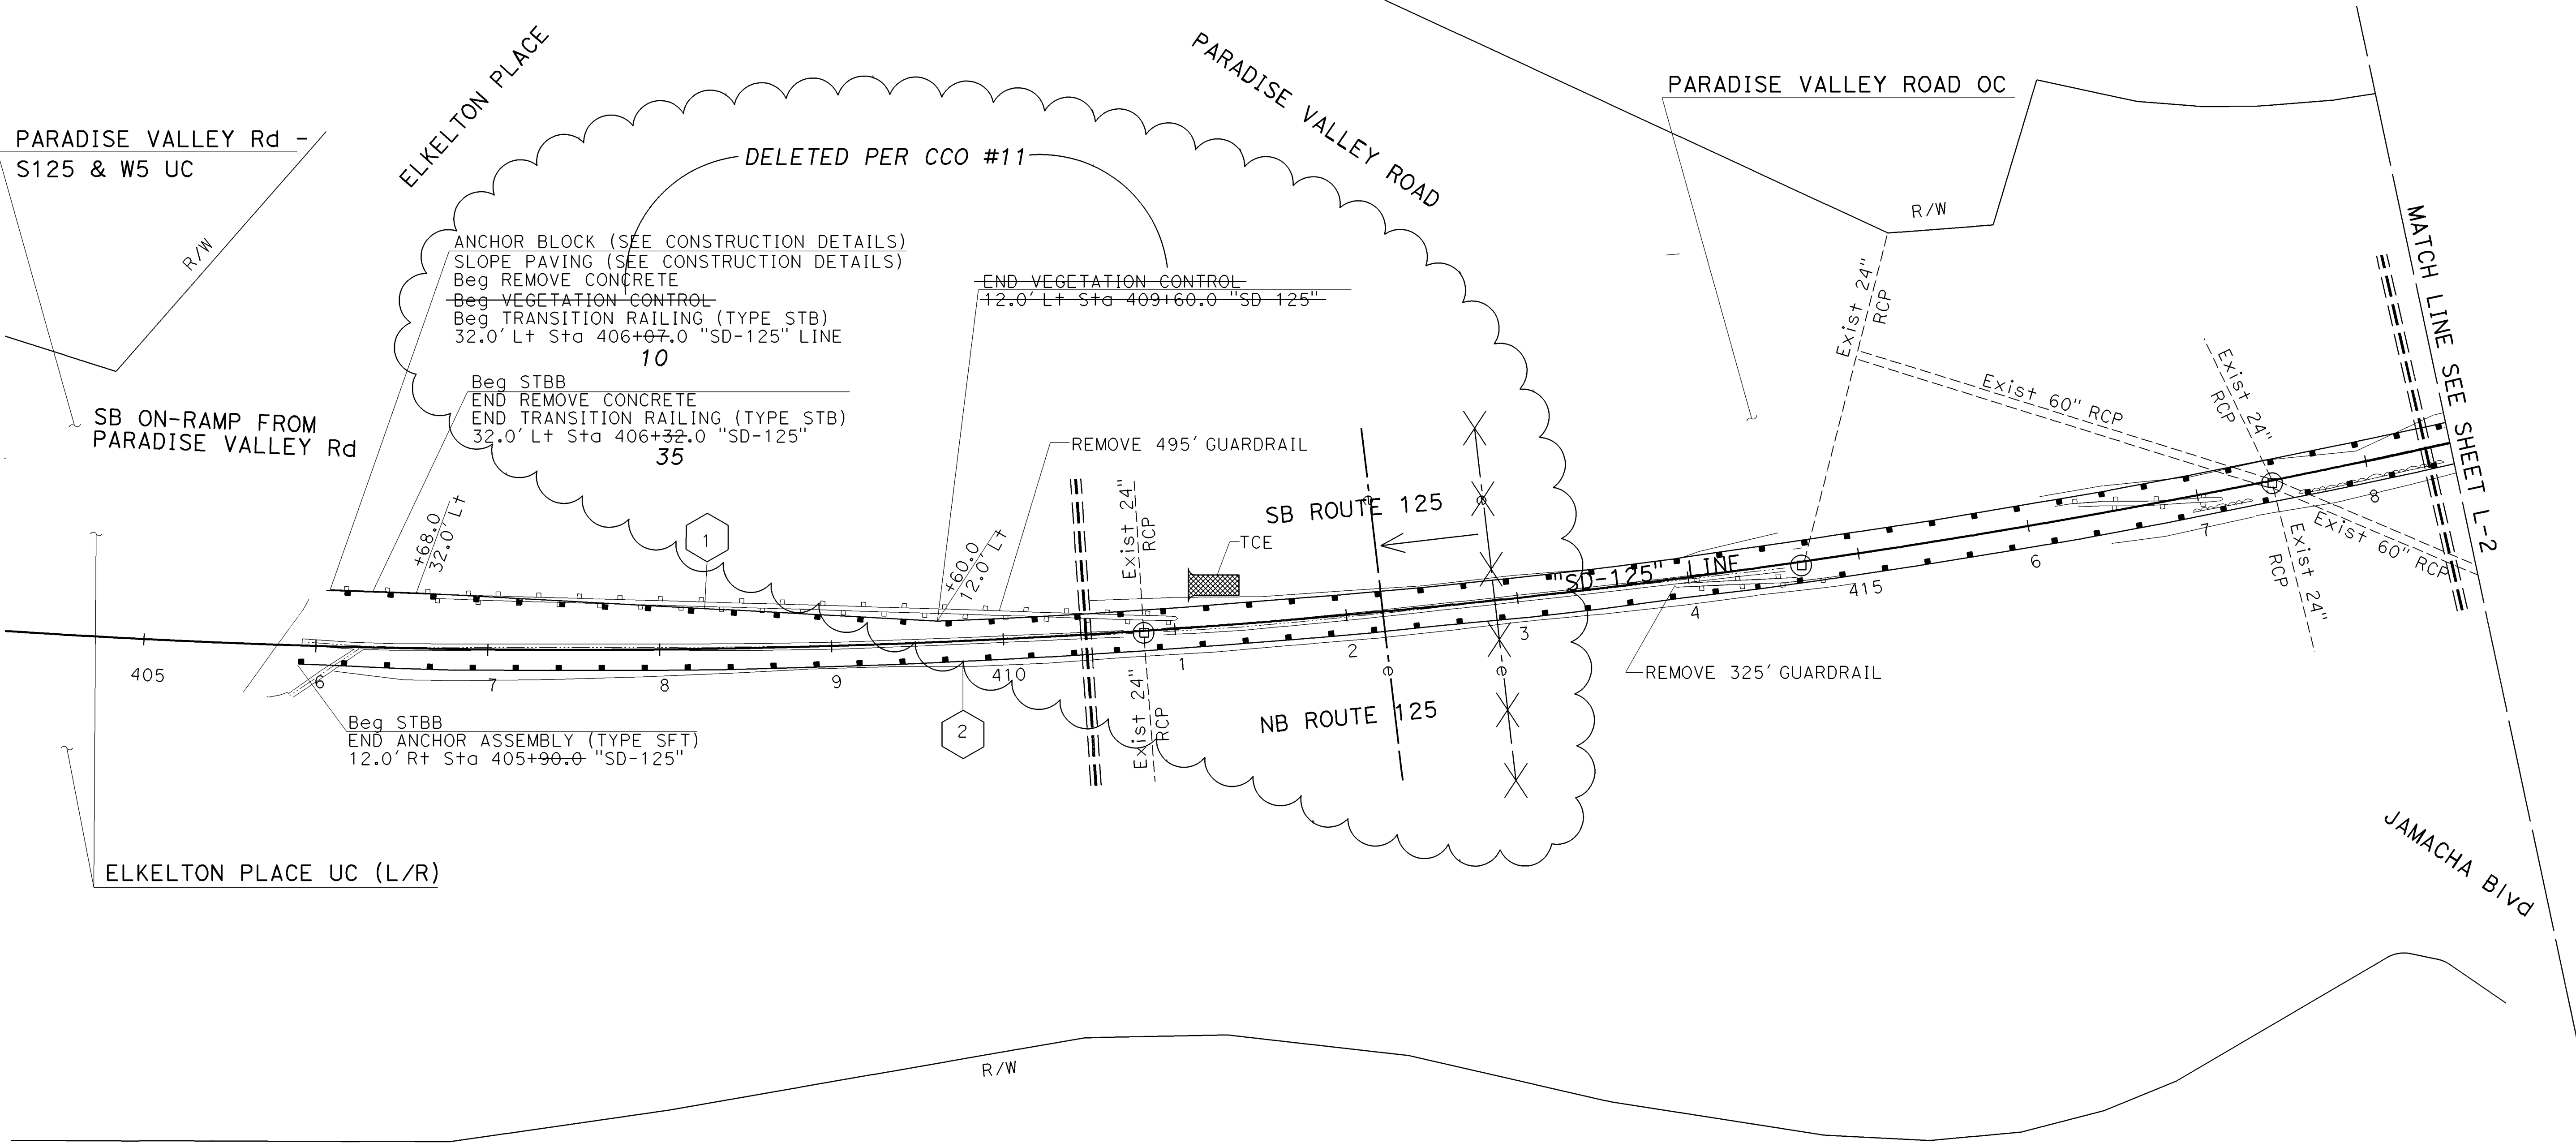 PARADISE VALLEY Rd -
S125 & W5 UC
R/W
ELKELTON PLACE
DELETED PER CCO #11
PARADISE VALLEY ROAD
PARADISE VALLEY ROAD OC
R/W
ANCHOR BLOCK (SEE CONSTRUCTION DETAILS)
SLOPE PAVING (SEE CONSTRUCTION DETAILS)
Beg REMOVE CONCRETE
Beg VEGETATION CONTROL
Beg TRANSITION RAILING (TYPE STB)
32.0' Lt Sta 406+07.0 "SD-125" LINE
10
END VEGETATION CONTROL
12.0' Lt Sta 409+60.0 "SD-125"
Beg STBB
END REMOVE CONCRETE
END TRANSITION RAILING (TYPE STB)
32.0' Lt Sta 406+32.0 "SD-125"
35
SB ON-RAMP FROM
PARADISE VALLEY Rd
REMOVE 495' GUARDRAIL
+68.0
32.0' Lt
1
+60.0
12.0' Lt
Exist 24"
RCP
TCE
SB ROUTE 125
"SD-125" LINE
Exist 24"
RCP
Exist 60" RCP
Exist 24"
RCP
MATCH LINE SEE SHEET L-2
Exist 60"
RCP
Exist 24"
RCP
405
6
7
8
9
410
1
2
3
4
415
6
7
8
Exist 24"
RCP
NB ROUTE 125
REMOVE 325' GUARDRAIL
2
Beg STBB
END ANCHOR ASSEMBLY (TYPE SFT)
12.0' Rt Sta 405+90.0 "SD-125"
ELKELTON PLACE UC (L/R)
JAMACHA Blvd
R/W